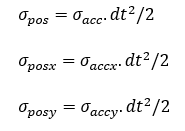 σ_pos = σ_acc. dt²/2
σ_posx = σ_accx. dt²/2
σ_posy = σ_accy. dt²/2